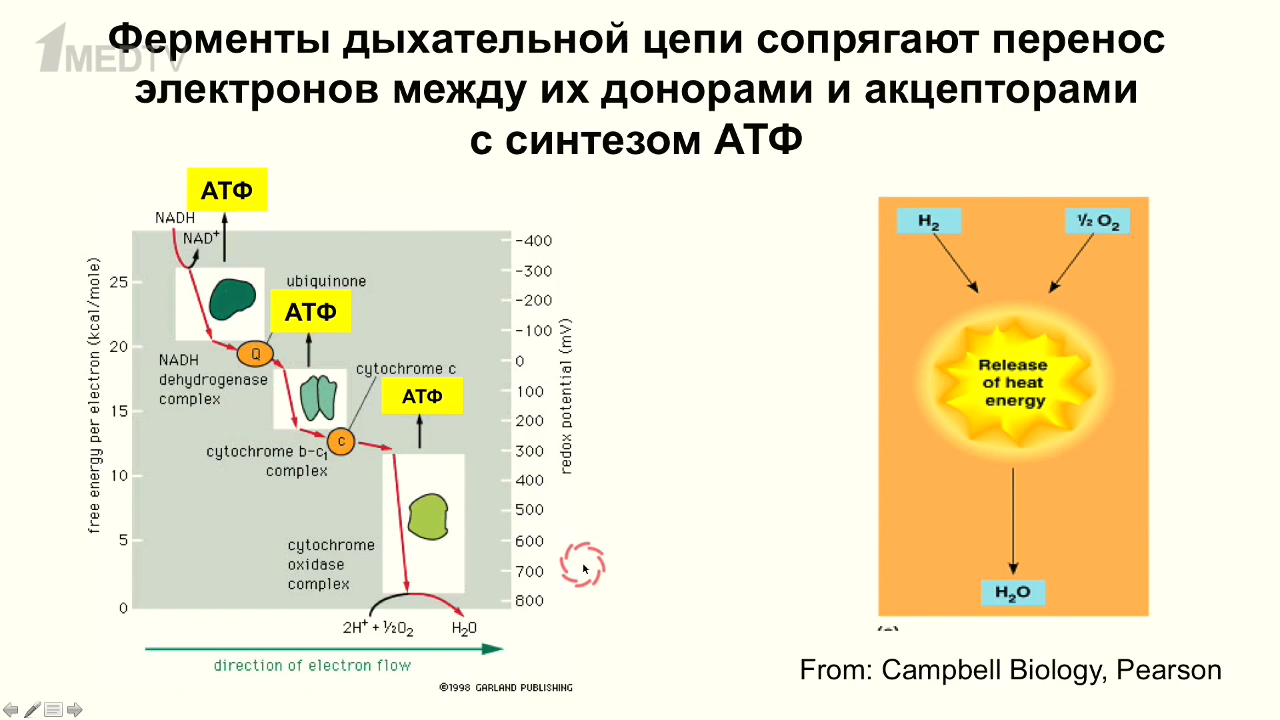 1MEDTV
Ферменты дыхательной цепи сопрягают перенос
электронов между их донорами и акцепторами
с синтезом АТФ
АТФ
NADH
NAD+
ubiquinone
АТФ
Q
NADH
dehydrogenase
complex
cytochrome c
АТФ
c
cytochrome b-c1
complex
cytochrome
oxidase
complex
free energy per electron (kcal/mole)
25
20
15
10
5
0
-400
-300
-200
-100
0
100
200
300
400
500
600
700
800
redox potential (mV)
2H+ + ½O2
H2O
direction of electron flow
©1998 GARLAND PUBLISHING
H2
½ O2
Release
of heat
energy
H2O
From: Campbell Biology, Pearson